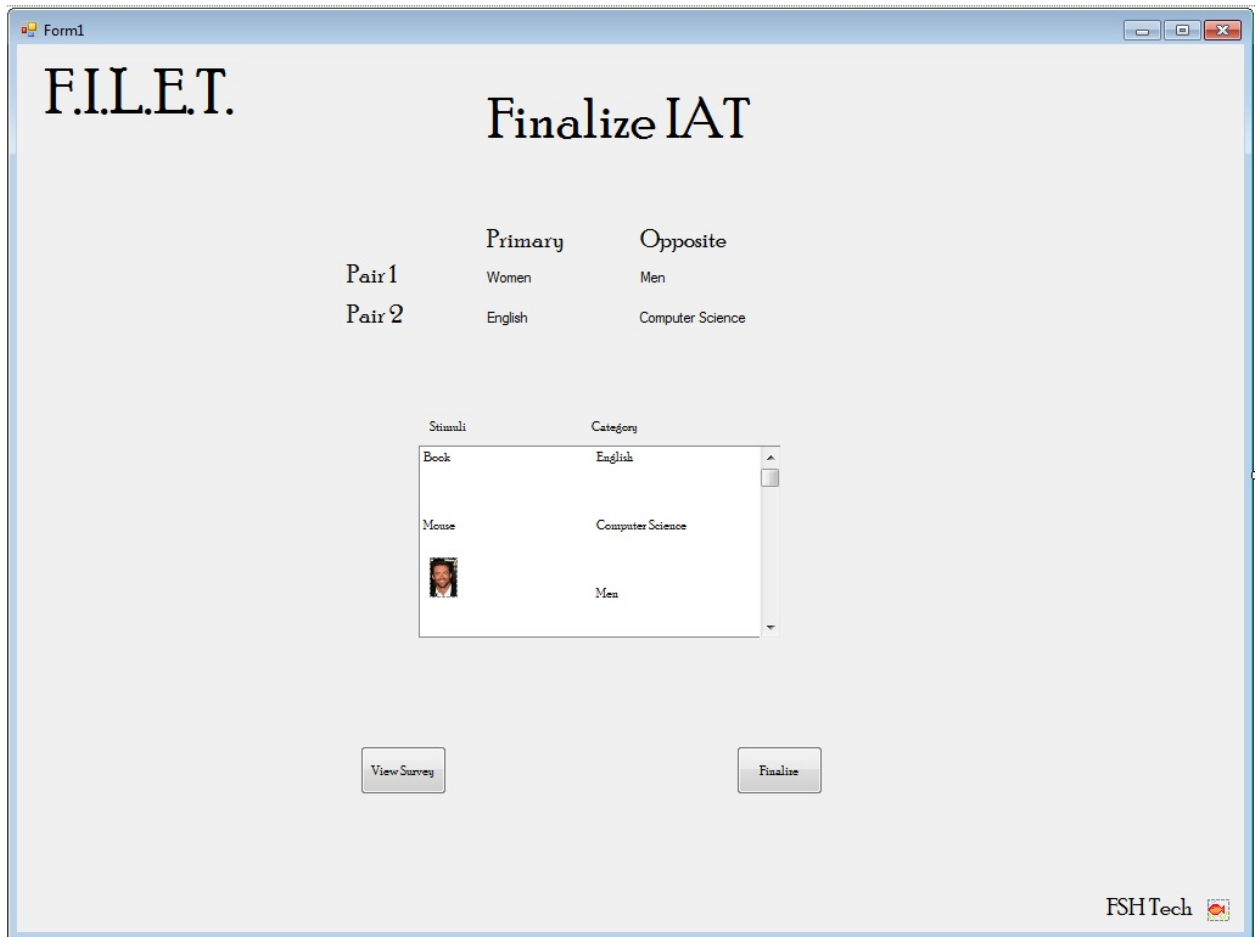 Form1
F.I.L.E.T.
Finalize IAT
Primary Opposite
Pair 1 Women Men
Pair 2 English Computer Science
Stimuli Category
Book English
Mouse Computer Science
Men
View Survey Finalize
FSH Tech